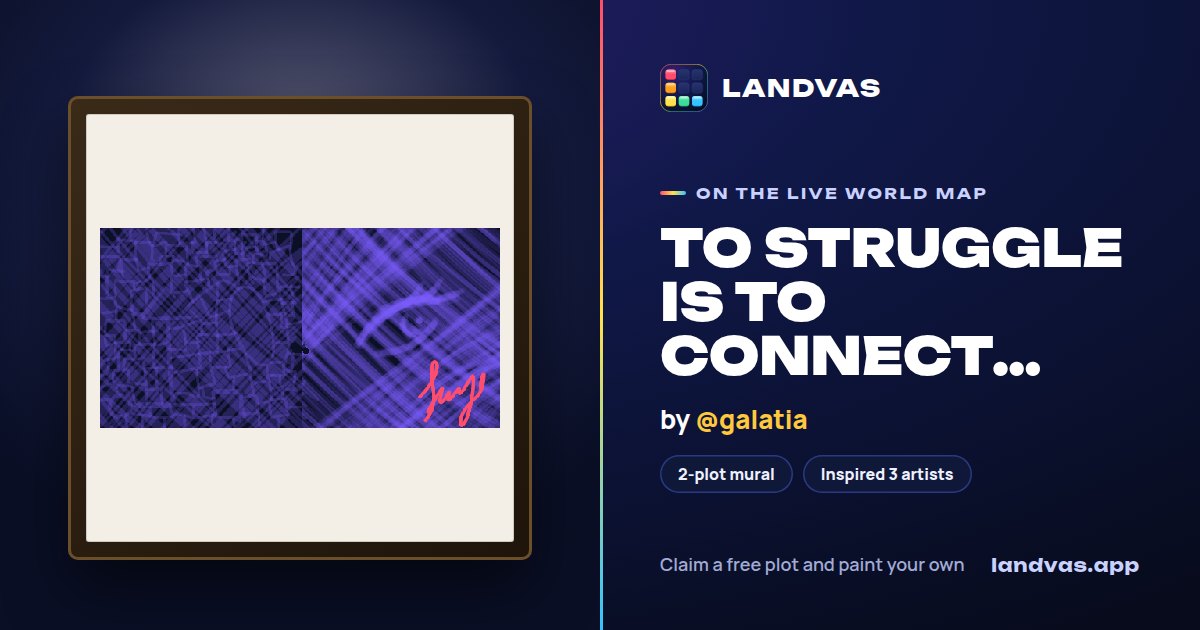 LANDVAS
ON THE LIVE WORLD MAP
TO STRUGGLE
IS TO
CONNECT...
by @galatia
2-plot mural
Inspired 3 artists
Claim a free plot and paint your own
landvas.app